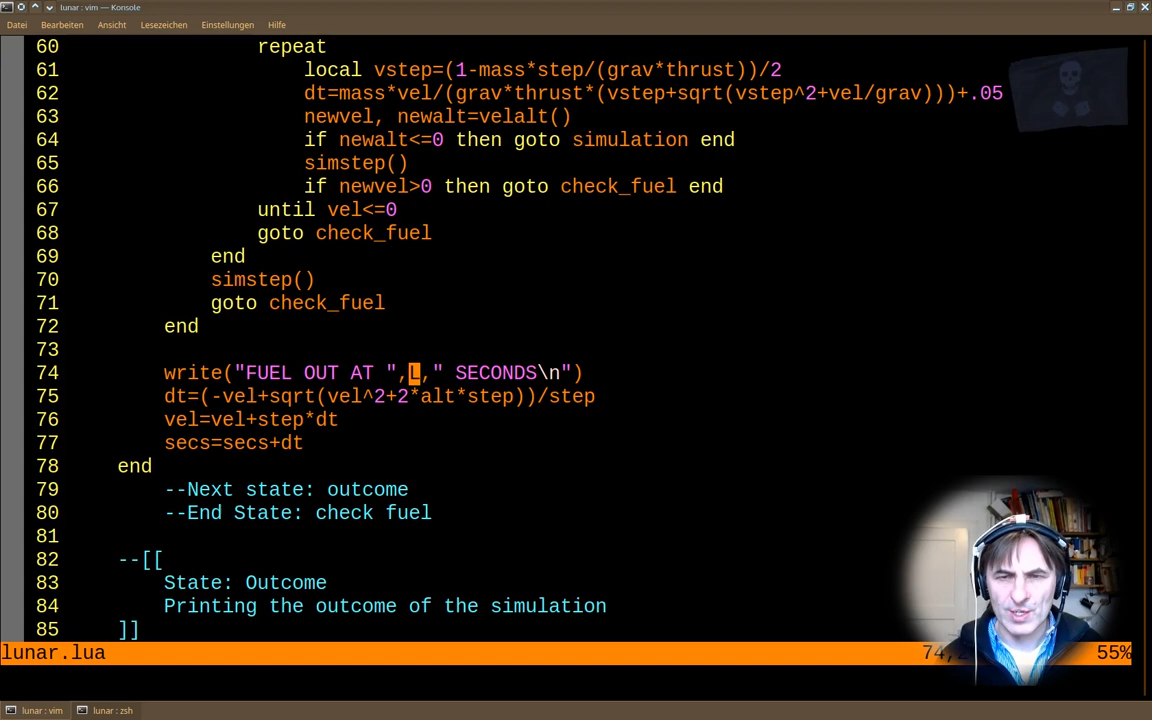 lunar : vim — Konsole
Datei Bearbeiten Ansicht Lesezeichen Einstellungen Hilfe
60 repeat
61 local vstep=(1-mass*step/(grav*thrust))/2
62 dt=mass*vel/(grav*thrust*(vstep+sqrt(vstep^2+vel/grav)))+.05
63 newvel, newalt=velalt()
64 if newalt<=0 then goto simulation end
65 simstep()
66 if newvel>0 then goto check_fuel end
67 until vel<=0
68 goto check_fuel
69 end
70 simstep()
71 goto check_fuel
72 end
73
74 write("FUEL OUT AT ",L," SECONDS\n")
75 dt=(-vel+sqrt(vel^2+2*alt*step))/step
76 vel=vel+step*dt
77 secs=secs+dt
78 end
79 --Next state: outcome
80 --End State: check fuel
81
82 --[[
83 State: Outcome
84 Printing the outcome of the simulation
85 ]]
lunar.lua 74, 55%
lunar : vim lunar : zsh